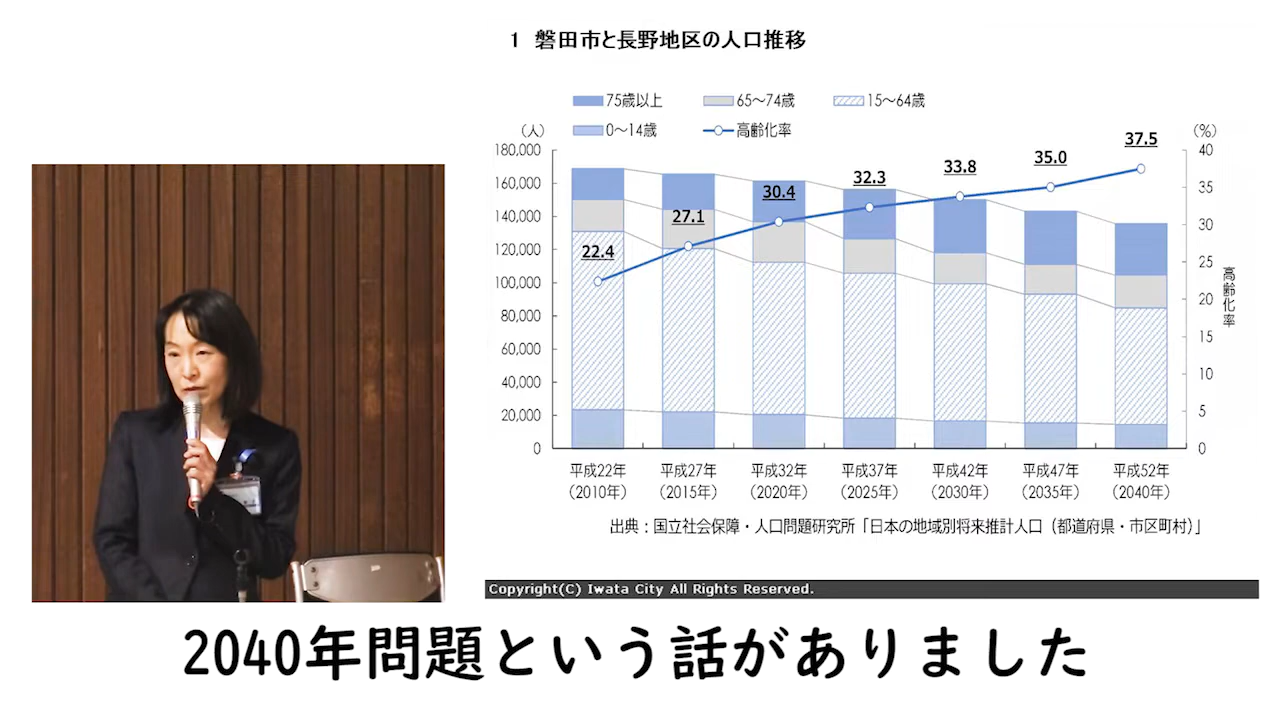 1 磐田市と長野地区の人口推移
75歳以上 65～74歳 15～64歳
0～14歳 高齢化率
(人) (%)
180,000 40
160,000 35
140,000 30
120,000 25
100,000 20
80,000 15
60,000 10
40,000 5
20,000 0
0
22.4 27.1 30.4 32.3 33.8 35.0 37.5
高齢化率
平成22年 平成27年 平成32年 平成37年 平成42年 平成47年 平成52年
(2010年) (2015年) (2020年) (2025年) (2030年) (2035年) (2040年)
出典：国立社会保障・人口問題研究所「日本の地域別将来推計人口（都道府県・市区町村）」
Copyright(C) Iwata City All Rights Reserved.
2040年問題という話がありました